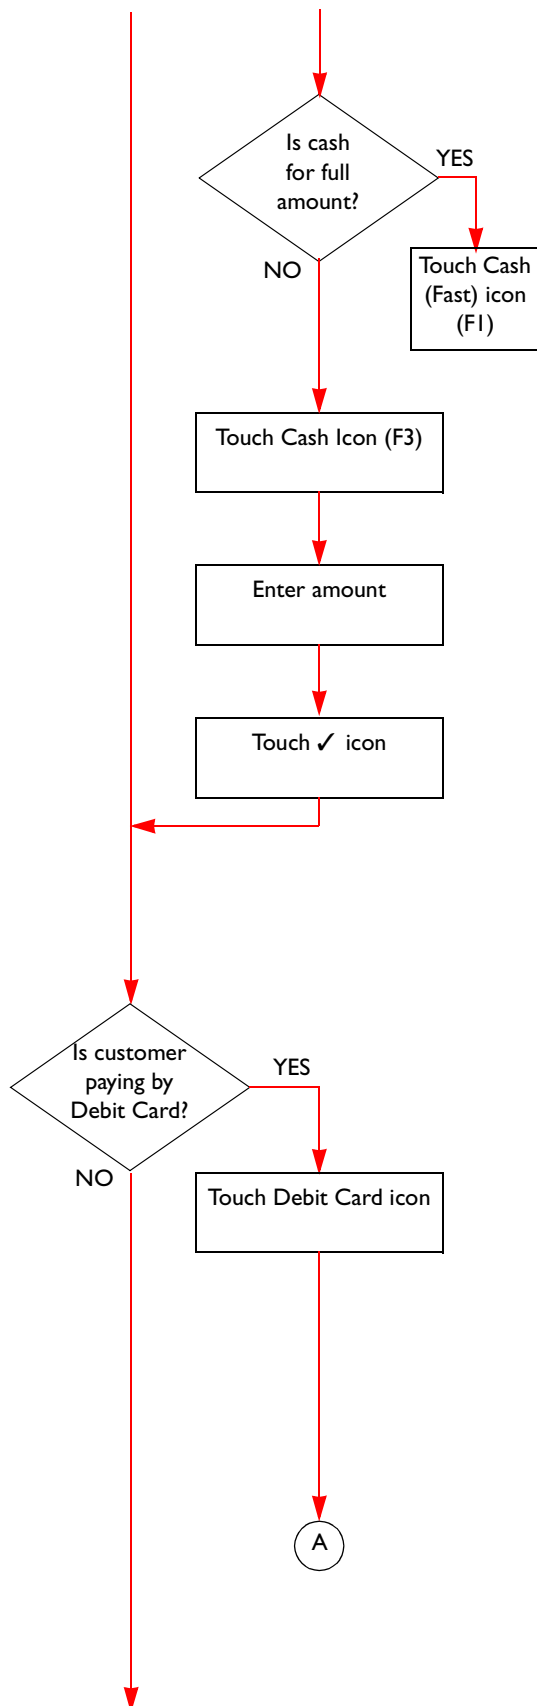 Is cash
for full
amount?
YES
NO
Touch Cash
(Fast) icon
(F1)
Touch Cash Icon (F3)
Enter amount
Touch ✓ icon
Is customer
paying by
Debit Card?
YES
NO
Touch Debit Card icon
A